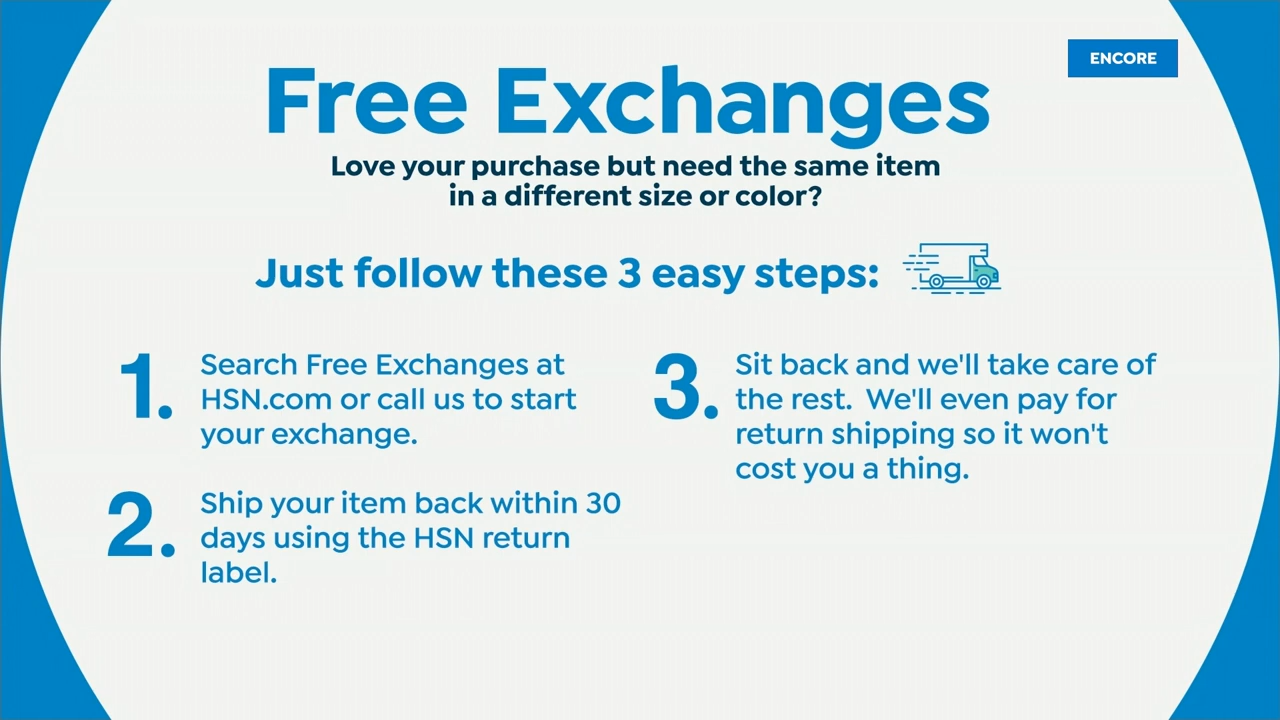 ENCORE
Free Exchanges
Love your purchase but need the same item
in a different size or color?
Just follow these 3 easy steps:
1. Search Free Exchanges at
HSN.com or call us to start
your exchange.
2. Ship your item back within 30
days using the HSN return
label.
3. Sit back and we'll take care of
the rest.  We'll even pay for
return shipping so it won't
cost you a thing.